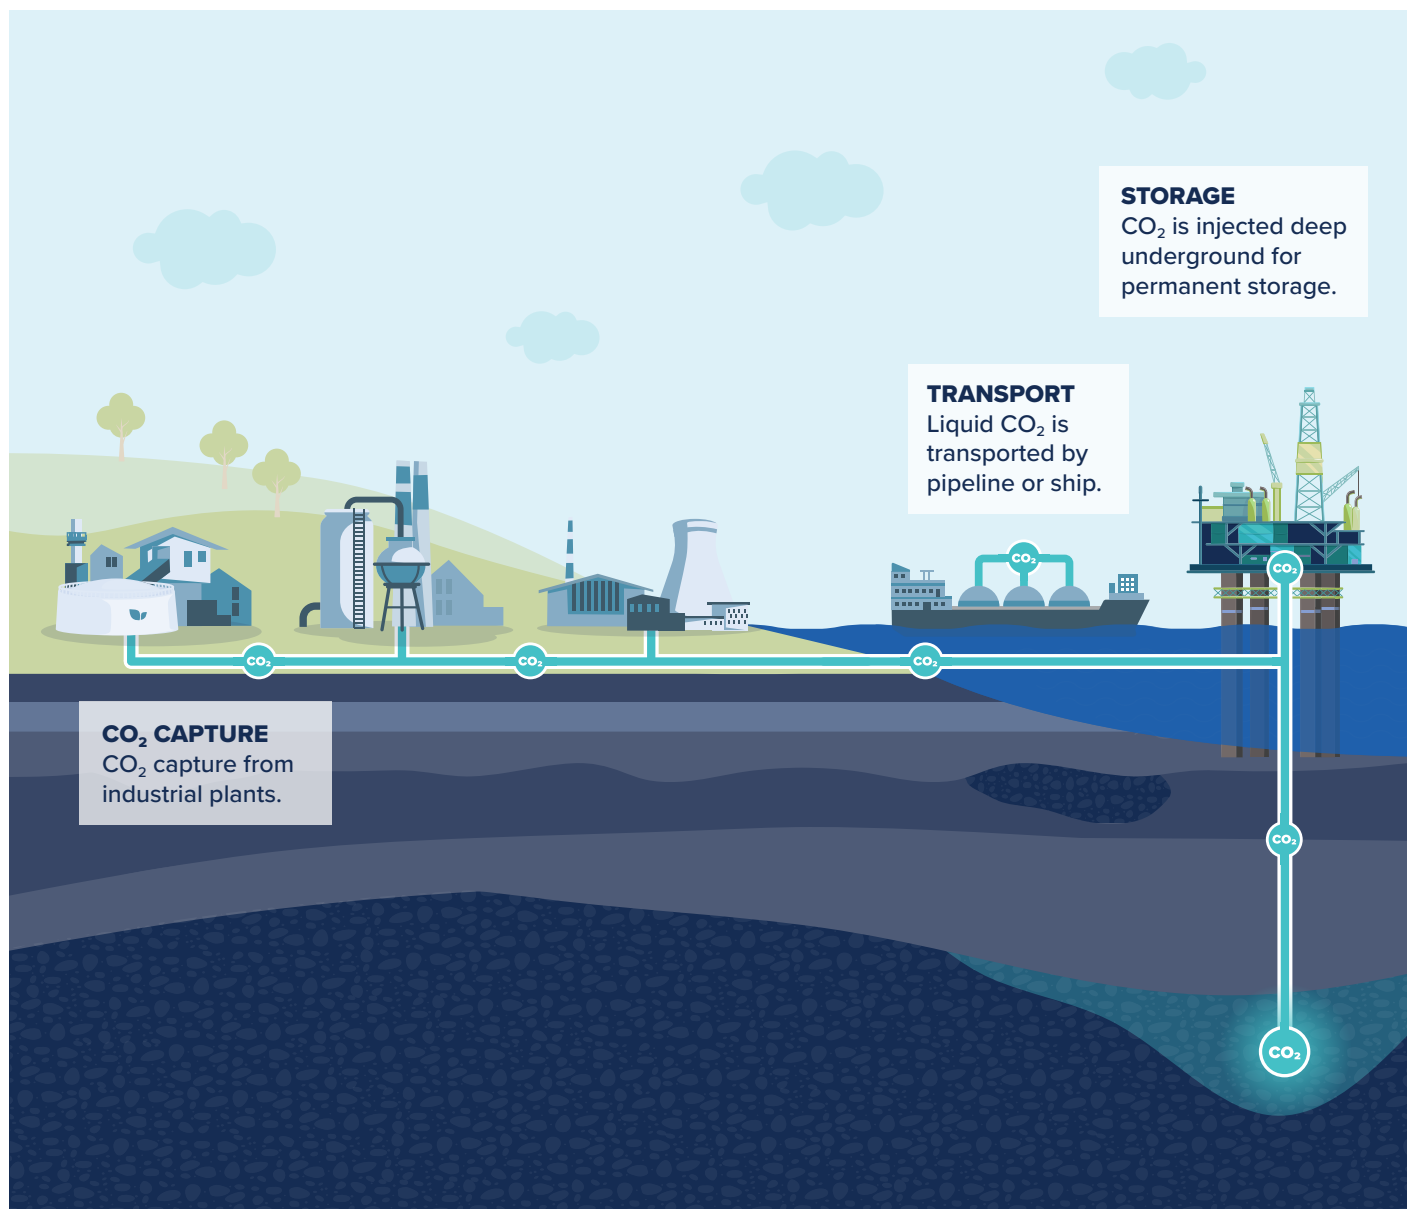 STORAGE
CO₂ is injected deep
underground for
permanent storage.
TRANSPORT
Liquid CO₂ is
transported by
pipeline or ship.
CO₂
CO₂
CO₂
CO₂
CO₂
CO₂ CAPTURE
CO₂ capture from
industrial plants.
CO₂
CO₂